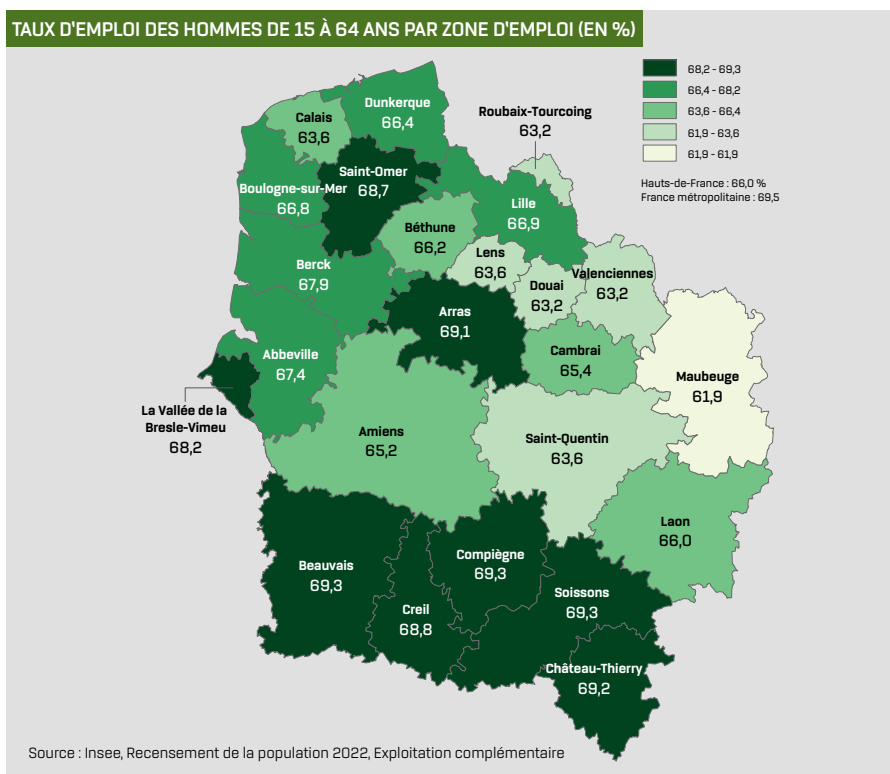 TAUX D'EMPLOI DES HOMMES DE 15 À 64 ANS PAR ZONE D'EMPLOI (EN %)
68,2 - 69,3
66,4 - 68,2
63,6 - 66,4
61,9 - 63,6
61,9 - 61,9
Hauts-de-France : 66,0 %
France métropolitaine : 69,5
Dunkerque
66,4
Calais
63,6
Roubaix-Tourcoing
63,2
Saint-Omer
68,7
Boulogne-sur-Mer
66,8
Lille
66,9
Béthune
66,2
Lens
63,6
Berck
67,9
Douai
63,2
Valenciennes
63,2
Arras
69,1
Cambrai
65,4
Abbeville
67,4
Maubeuge
61,9
La Vallée de la
Bresle-Vimeu
68,2
Amiens
65,2
Saint-Quentin
63,6
Laon
66,0
Beauvais
69,3
Compiègne
69,3
Creil
68,8
Soissons
69,3
Château-Thierry
69,2
Source : Insee, Recensement de la population 2022, Exploitation complémentaire